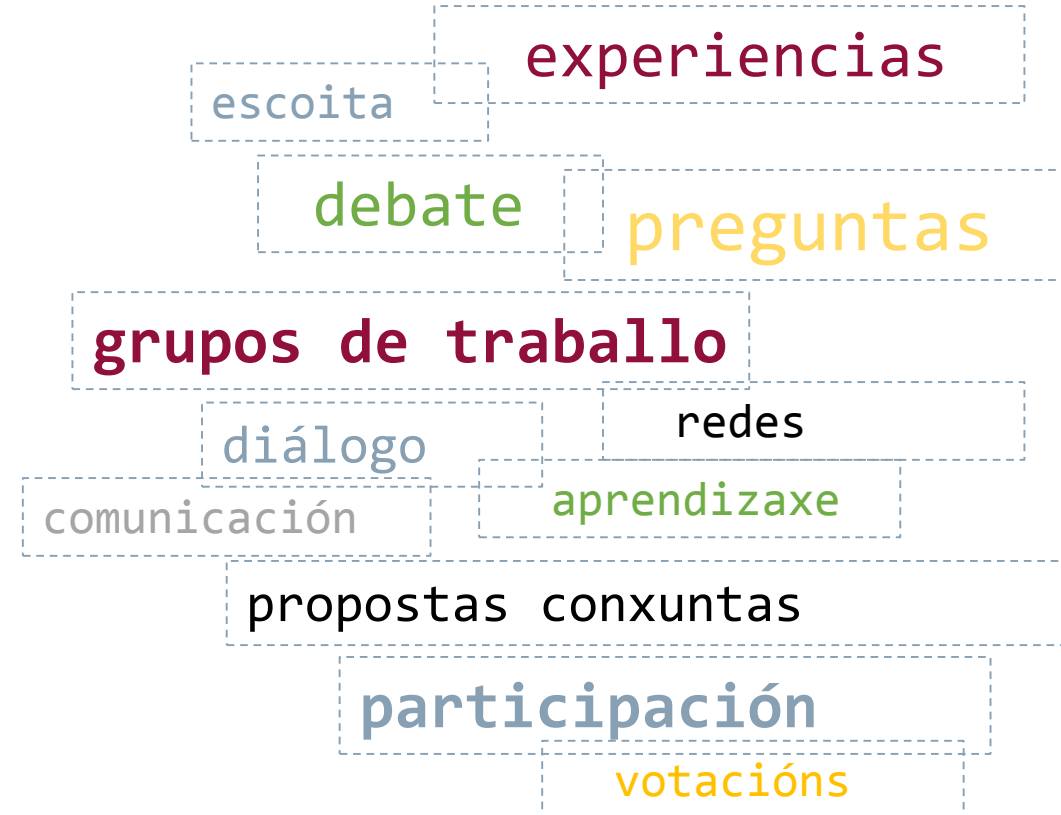 experiencias
escoita
debate
preguntas
grupos de traballo
redes
diálogo
aprendizaxe
comunicación
propostas conxuntas
participación
votacións